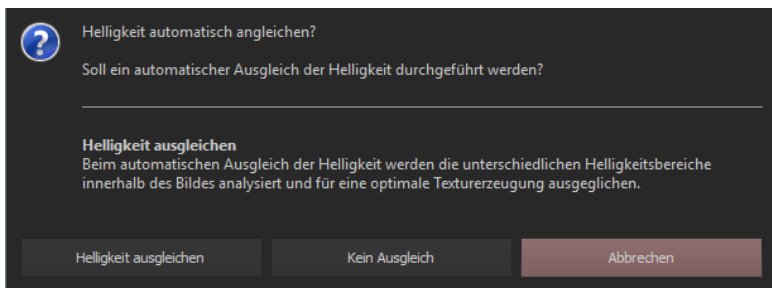 Helligkeit automatisch angleichen?
Soll ein automatischer Ausgleich der Helligkeit durchgeführt werden?
Helligkeit ausgleichen
Beim automatischen Ausgleich der Helligkeit werden die unterschiedlichen Helligkeitsbereiche
innerhalb des Bildes analysiert und für eine optimale Texturerzeugung ausgeglichen.
Helligkeit ausgleichen
Kein Ausgleich
Abbrechen